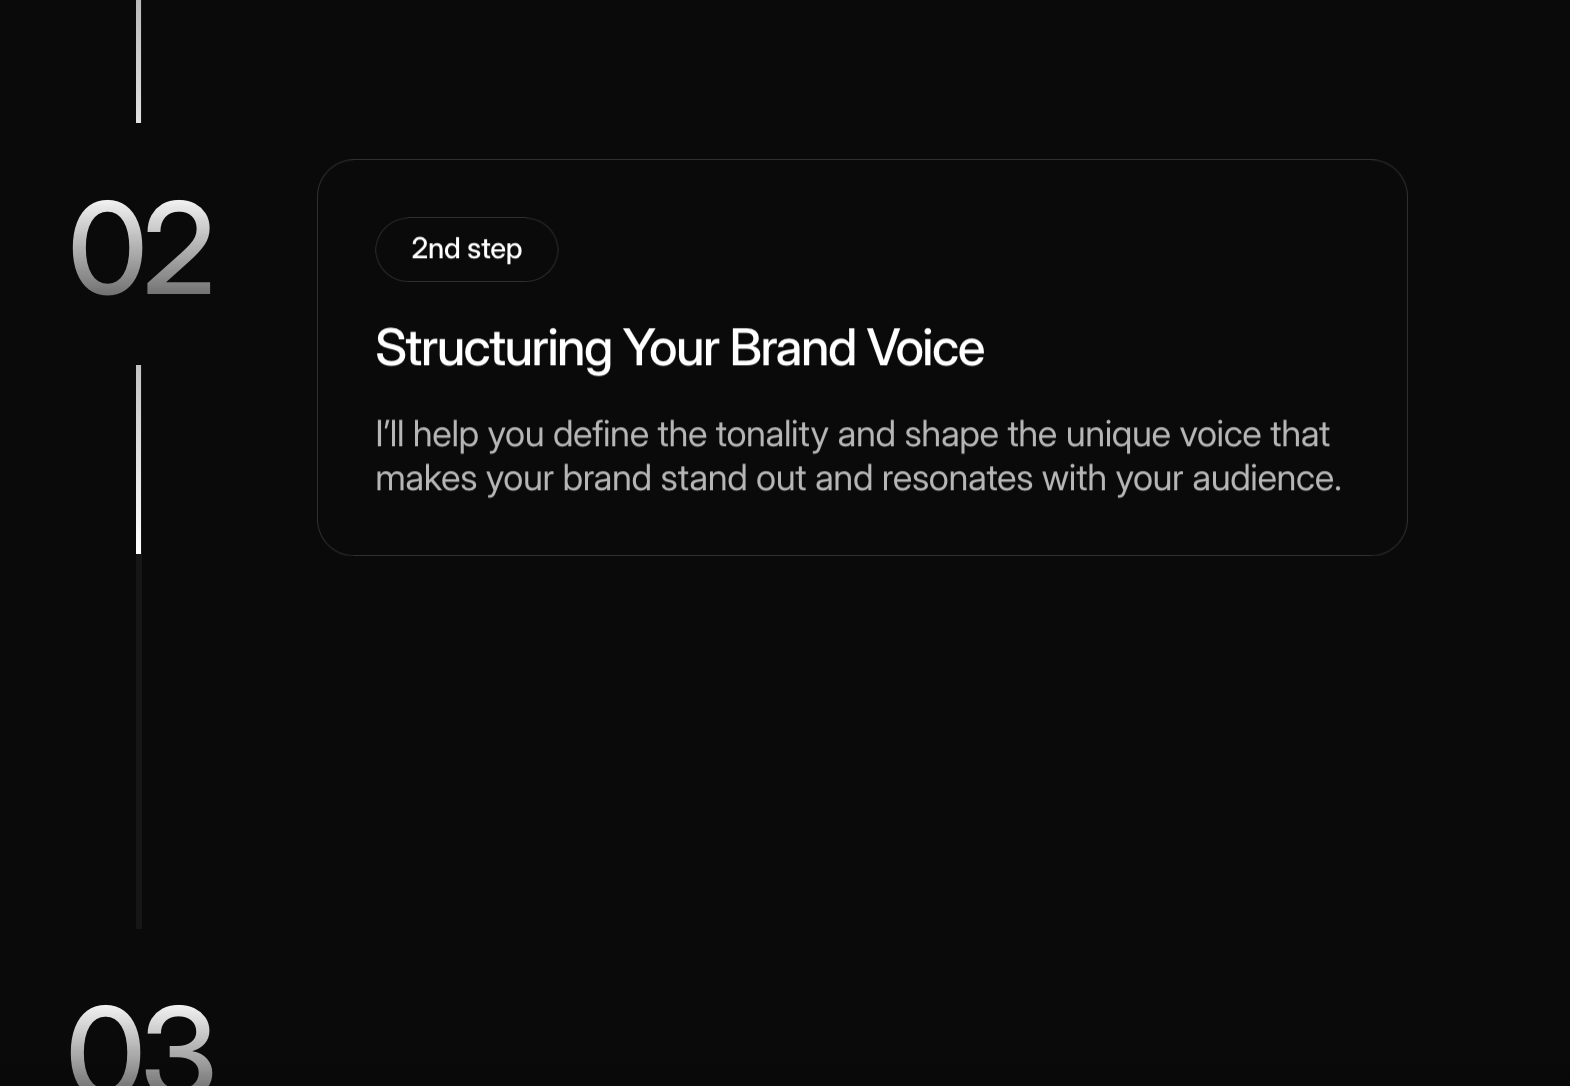 02
2nd step
Structuring Your Brand Voice
I’ll help you define the tonality and shape the unique voice that
makes your brand stand out and resonates with your audience.
03